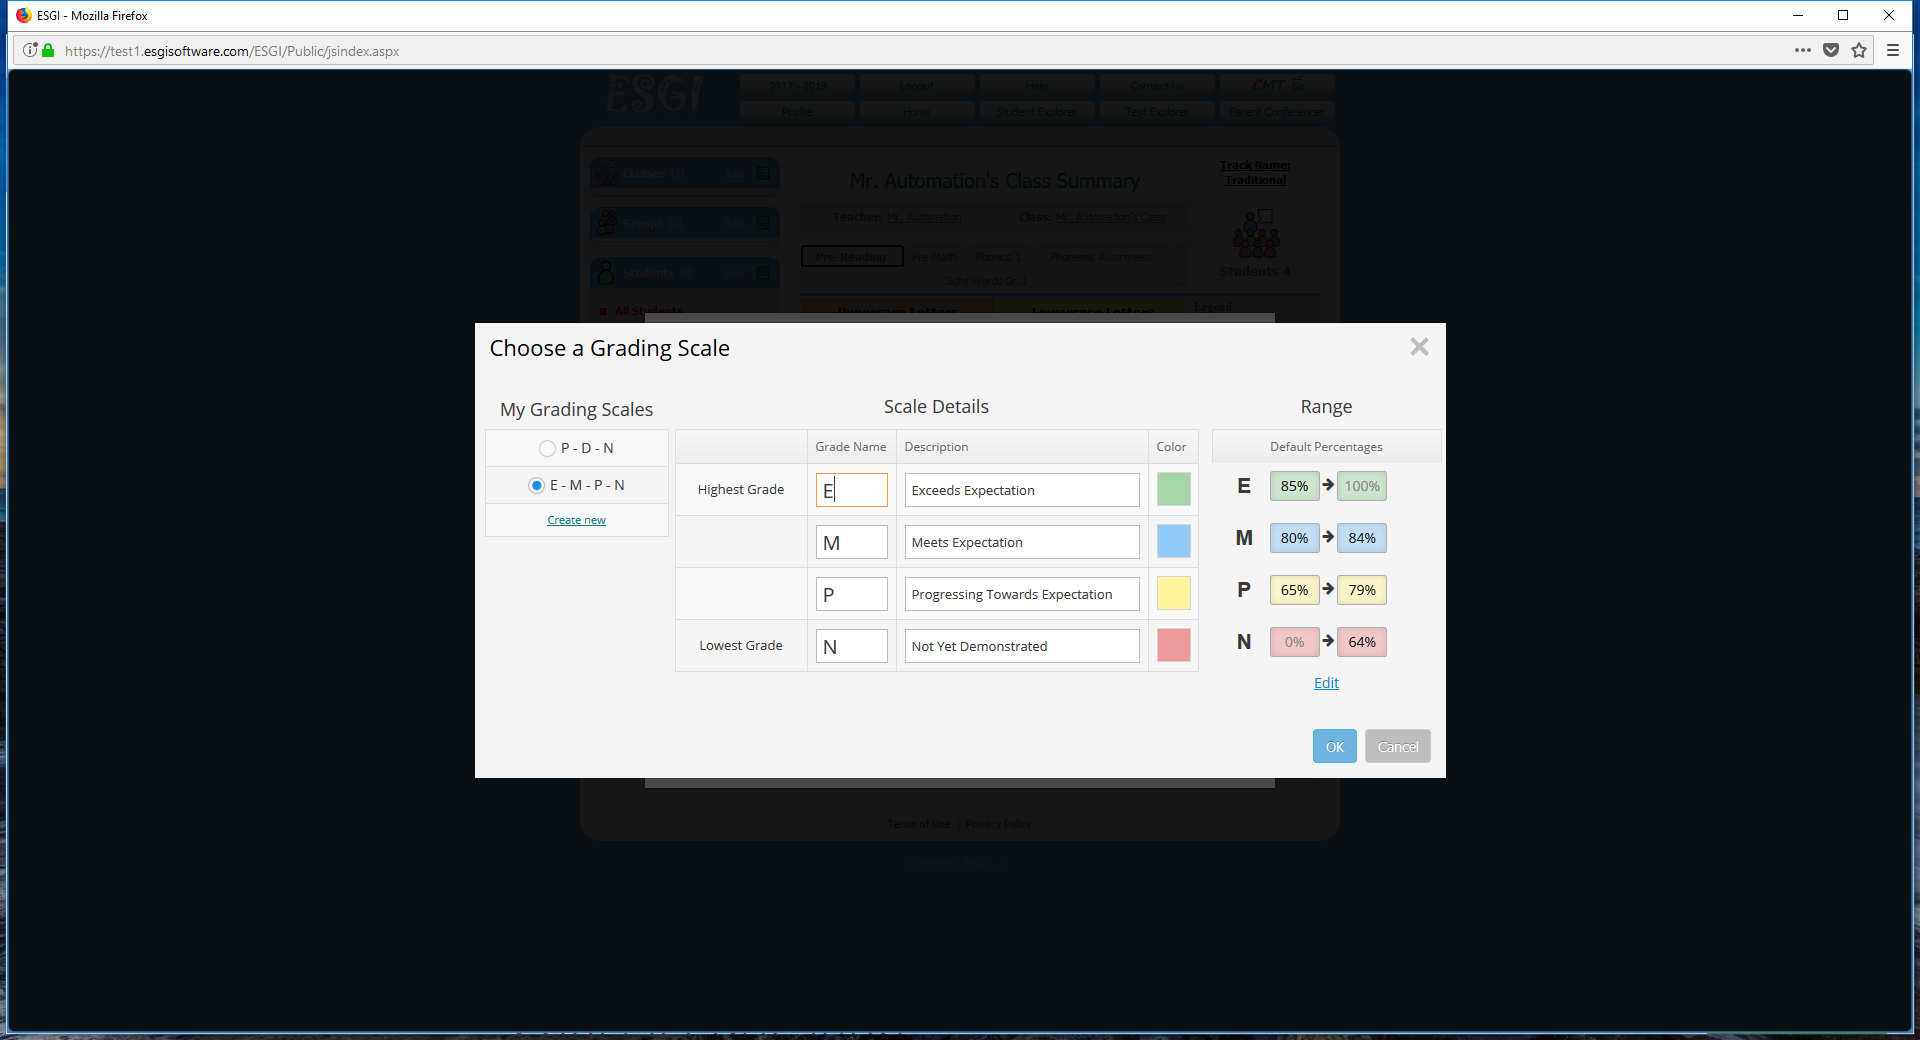 ESGI - Mozilla Firefox
https://test1.esgisoftware.com/ESGI/Public/jsindex.aspx
ESGI
2017 - 2018 Logout Help Contact Us CMT
Profile Home Student Explorer Test Explorer Parent Conferencer
Classes (1) Add
Mr. Automation's Class Summary
Track Name:
Traditional
Groups (0) Add
Teacher: Mr. Automation Class: Mr. Automation's Class
Pre-Reading Pre Math Phonics 1 Phonemic Awareness
Students (4) Add
Students 4
Sight Words Gr.1
All Students
Uppercase Letters Lowercase Letters Legend
Choose a Grading Scale
My Grading Scales Scale Details Range
P - D - N
E - M - P - N
Create new
Grade Name Description Color
Default Percentages
Highest Grade E Exceeds Expectation
E 85% 100%
M Meets Expectation
M 80% 84%
P Progressing Towards Expectation
P 65% 79%
Lowest Grade N Not Yet Demonstrated
N 0% 64%
Edit
OK Cancel
Terms of Use | Privacy Policy